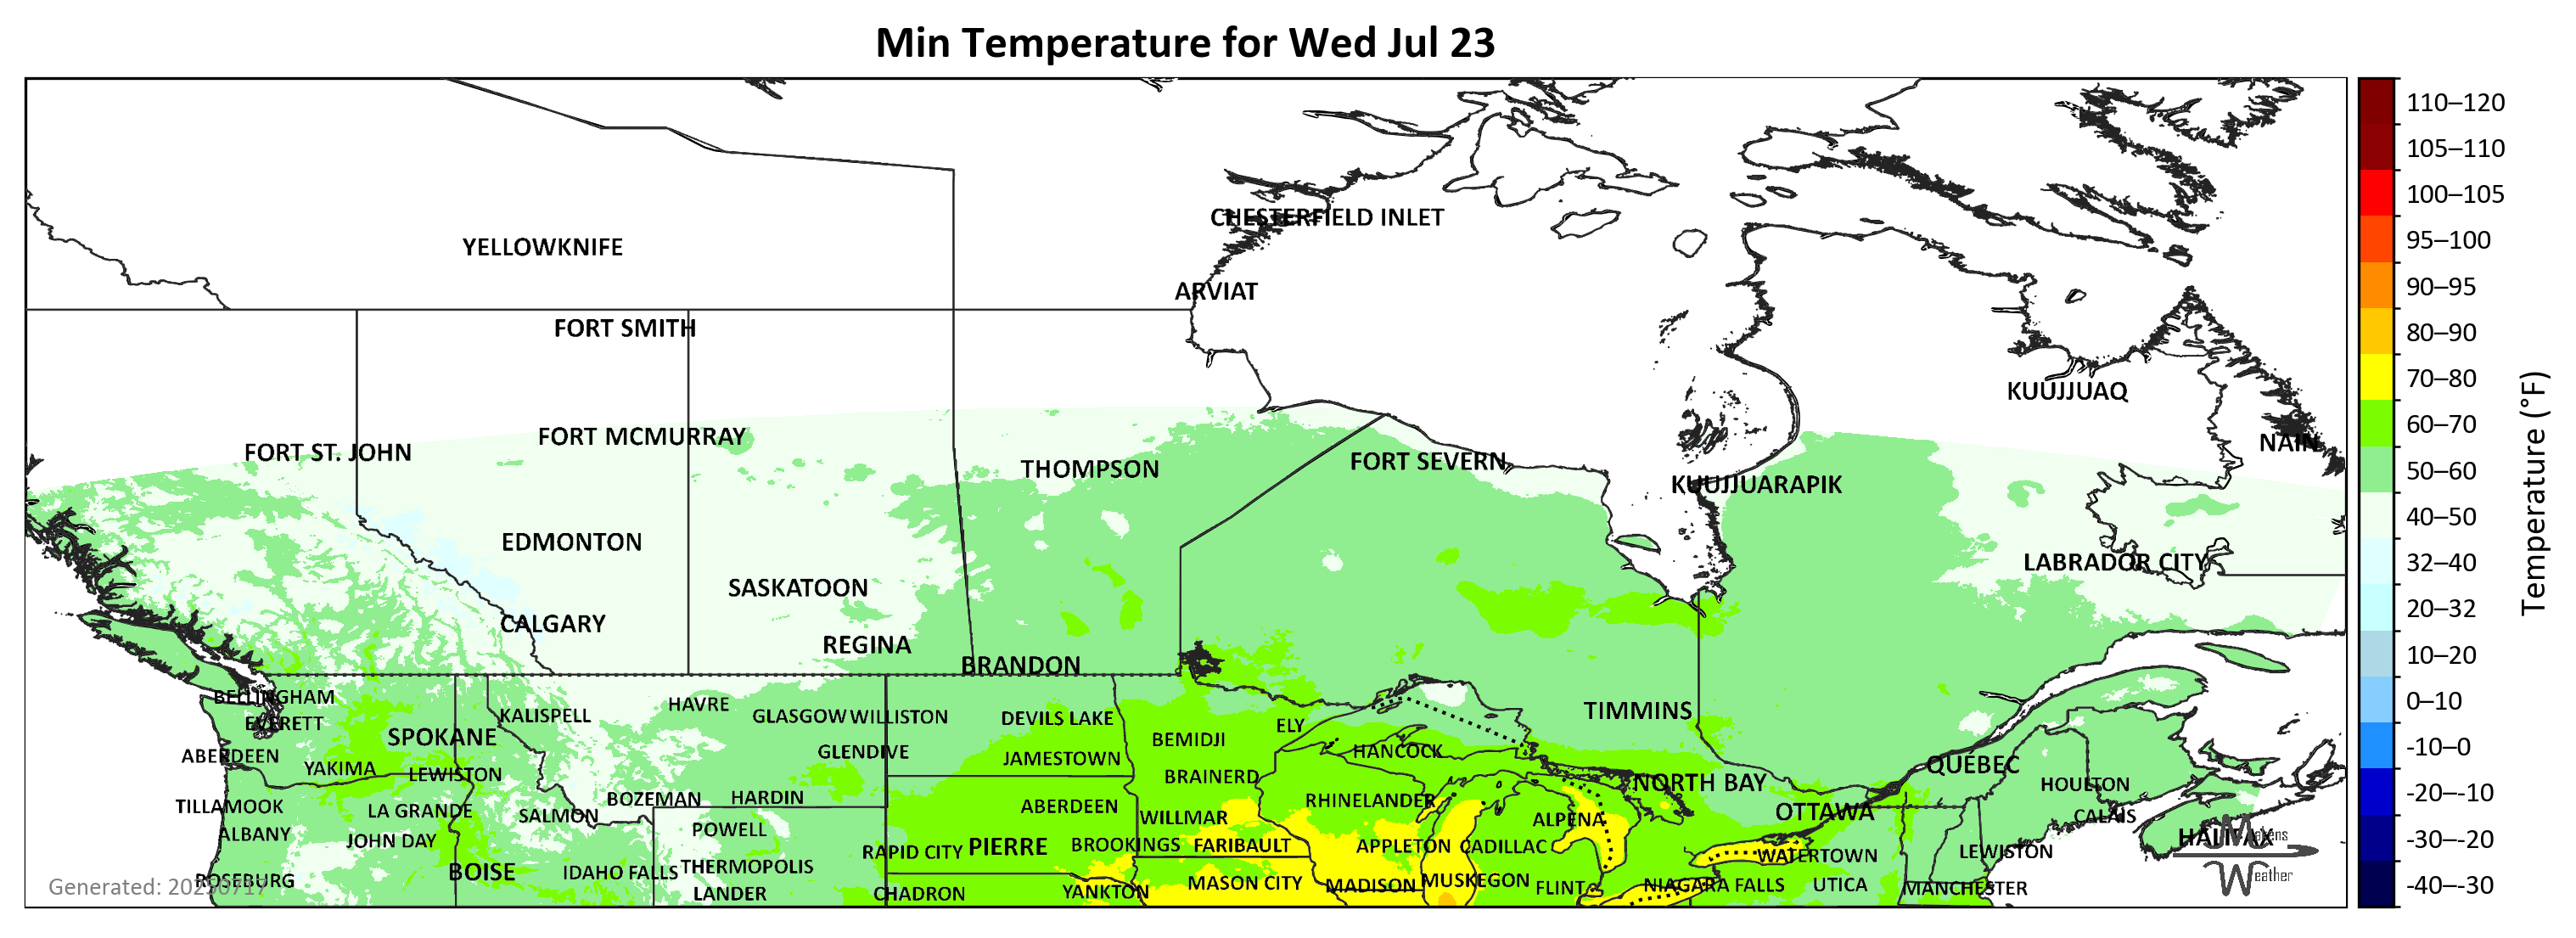 Min Temperature for Wed Jul 23
110–120
105–110
100–105
95–100
90–95
80–90
70–80
60–70
50–60
40–50
32–40
20–32
10–20
0–10
-10–0
-20–-10
-30–-20
-40–-30
Temperature (°F)
CHESTERFIELD INLET
YELLOWKNIFE
ARVIAT
FORT SMITH
KUUJJUAQ
FORT MCMURRAY
NAIN
FORT ST. JOHN
FORT SEVERN
THOMPSON
KUUJJUARAPIK
EDMONTON
LABRADOR CITY
SASKATOON
CALGARY
REGINA
BRANDON
BELLINGHAM
HAVRE
TIMMINS
KALISPELL
GLASGOW WILLISTON
DEVILS LAKE
EVERETT
ELY
SPOKANE
BEMIDJI
HANCOCK
GLENDIVE
ABERDEEN
JAMESTOWN
QUEBEC
YAKIMA
LEWISTON
BRAINERD
NORTH BAY
HOULTON
BOZEMAN
HARDIN
RHINELANDER
TILLAMOOK
LA GRANDE
ABERDEEN
OTTAWA
SALMON
WILLMAR
CALAIS
ALPENA
POWELL
ALBANY
HALIFAX
Makens
JOHN DAY
PIERRE
BROOKINGS
FARIBAULT
APPLETON
CADILLAC
RAPID CITY
LEWISTON
WATERTOWN
THERMOPOLIS
BOISE
IDAHO FALLS
Weather
ROSEBURG
MUSKEGON
MASON CITY
MADISON
NIAGARA FALLS
UTICA
Generated: 20250717
FLINT
MANCHESTER
YANKTON
LANDER
CHADRON